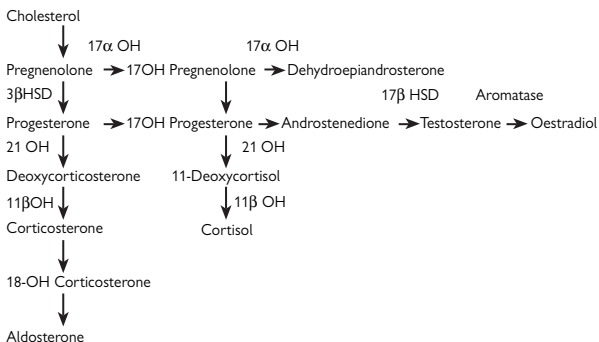 Cholesterol
17α OH 17α OH
Pregnenolone 17OH Pregnenolone Dehydroepiandrosterone
3βHSD 17β HSD Aromatase
Progesterone 17OH Progesterone Androstenedione Testosterone Oestradiol
21 OH 21 OH
Deoxycorticosterone 11-Deoxycortisol
11βOH 11β OH
Corticosterone Cortisol
18-OH Corticosterone
Aldosterone